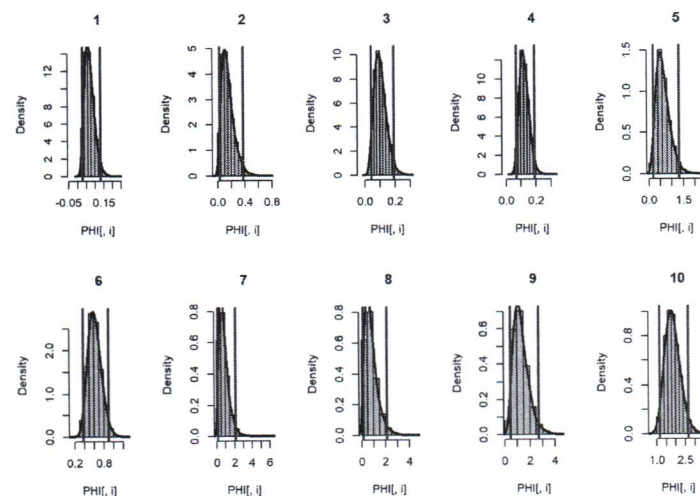 1 2 3 4 5
Density 0 2 4 6 8 12
-0.05 0.05 0.15
PHI[, i]
Density 0 1 2 3 4 5
0.0 0.4 0.8
PHI[, i]
Density 0 2 4 6 8 10
0.0 0.2
PHI[, i]
Density 0 2 4 6 8 12
0.0 0.2
PHI[, i]
Density 0.0 0.5 1.0 1.5
0.0 1.5
PHI[, i]
6 7 8 9 10
Density 0.0 1.0 2.0
0.2 0.8
PHI[, i]
Density 0.0 0.2 0.4 0.6 0.8
0 2 4 6
PHI[, i]
Density 0.0 0.2 0.4 0.6 0.8
0 2 4
PHI[, i]
Density 0.0 0.2 0.4 0.6
0 2 4
PHI[, i]
Density 0.0 0.4 0.8
1.0 2.5
PHI[, i]